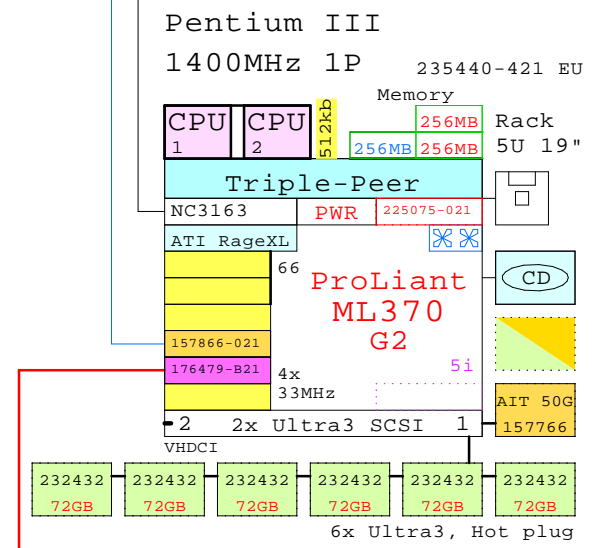 Pentium III
1400MHz 1P
235440-421 EU
Memory
CPU
1
CPU
2
512kb
256MB
256MB
256MB
Rack
5U 19"
Triple-Peer
NC3163
PWR
225075-021
ATI RageXL
66
ProLiant
ML370
G2
CD
157866-021
176479-B21
4x
33MHz
5i
AIT 50G
157766
2
2x Ultra3 SCSI
1
VHDCI
232432
72GB
232432
72GB
232432
72GB
232432
72GB
232432
72GB
232432
72GB
6x Ultra3, Hot plug